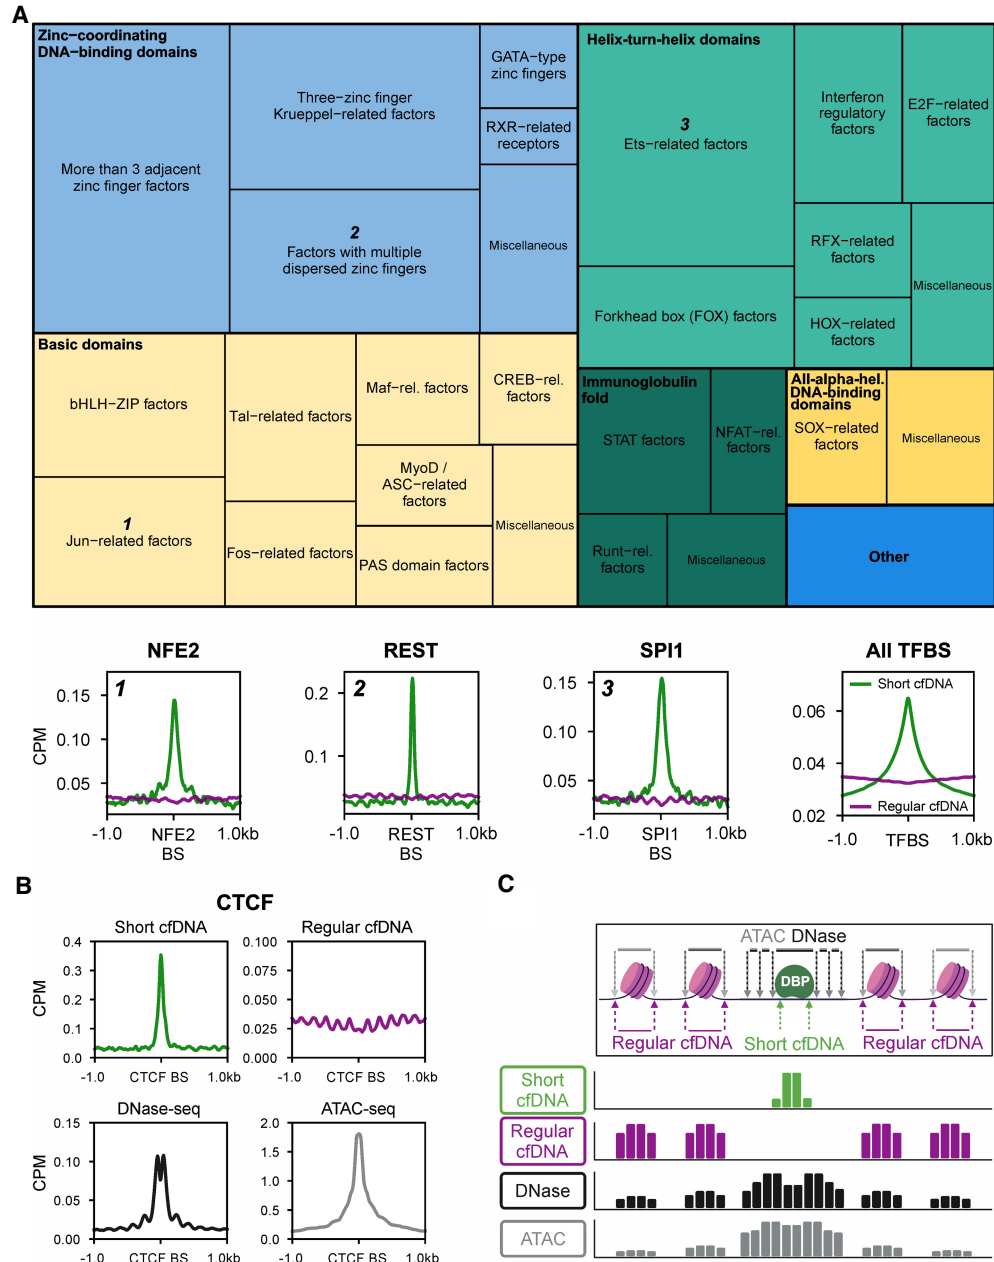 A
Zinc−coordinating
DNA−binding domains
More than 3 adjacent
zinc finger factors
Three−zinc finger
Krueppel−related factors
2
Factors with multiple
dispersed zinc fingers
GATA−type
zinc fingers
RXR−related
receptors
Miscellaneous
Helix-turn-helix domains
3
Ets−related factors
Interferon
regulatory
factors
E2F−related
factors
RFX−related
factors
HOX−related
factors
Miscellaneous
Forkhead box (FOX) factors
Basic domains
bHLH−ZIP factors
1
Jun−related factors
Tal−related factors
Fos−related factors
Maf−rel. factors
CREB−rel.
factors
MyoD /
ASC−related
factors
PAS domain factors
Miscellaneous
Immunoglobulin
fold
STAT factors
NFAT−rel.
factors
Runt−rel.
factors
Miscellaneous
All-alpha-hel.
DNA-binding
domains
SOX−related
factors
Miscellaneous
Other
NFE2
1
CPM
0.15
0.10
0.05
-1.0
NFE2
BS
1.0kb
REST
2
0.2
0.1
-1.0
REST
BS
1.0kb
SPI1
3
0.15
0.10
0.05
-1.0
SPI1
BS
1.0kb
All TFBS
Short cfDNA
Regular cfDNA
0.06
0.04
0.02
-1.0
TFBS
1.0kb
B
CTCF
Short cfDNA
CPM
0.4
0.3
0.2
0.1
0.0
-1.0
CTCF BS
1.0kb
Regular cfDNA
0.100
0.075
0.050
0.025
0.000
-1.0
CTCF BS
1.0kb
DNase-seq
CPM
0.15
0.10
0.05
0.00
-1.0
CTCF BS
1.0kb
ATAC-seq
2.0
1.5
1.0
0.5
0.0
-1.0
CTCF BS
1.0kb
C
ATAC DNase
DBP
Regular cfDNA
Short cfDNA
Regular cfDNA
Short
cfDNA
Regular
cfDNA
DNase
ATAC